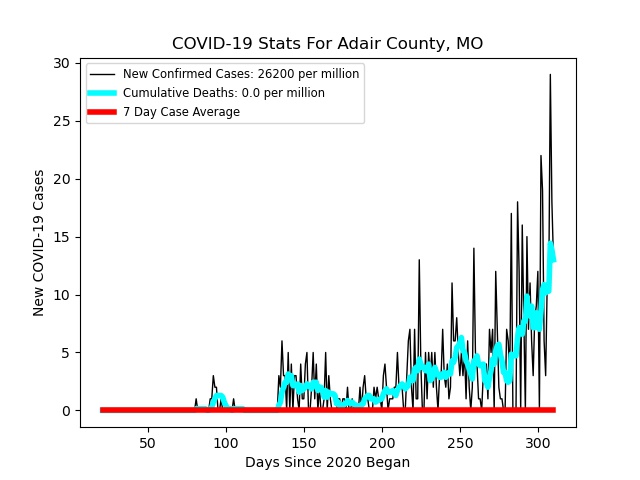 COVID-19 Stats For Adair County, MO
New Confirmed Cases: 26200 per million
Cumulative Deaths: 0.0 per million
7 Day Case Average
New COVID-19 Cases
30
25
20
15
10
5
0
50 100 150 200 250 300
Days Since 2020 Began